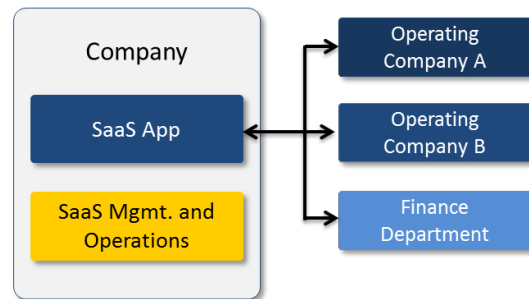 Company
SaaS App
SaaS Mgmt. and
Operations
Operating
Company A
Operating
Company B
Finance
Department